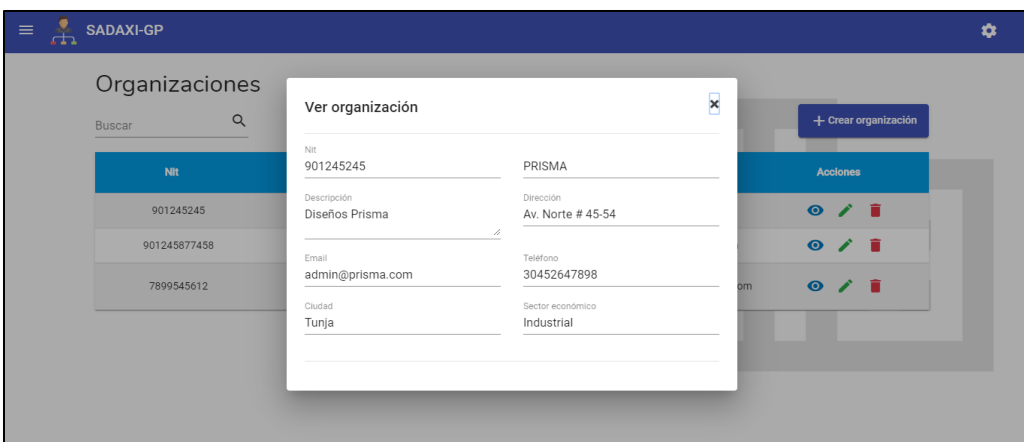 SADAXI-GP
Organizaciones
Buscar
+ Crear organización
Nit
Acciones
901245245
901245877458
7899545612
om
Ver organización
×
Nit
901245245
PRISMA
Descripción
Diseños Prisma
Dirección
Av. Norte # 45-54
Email
admin@prisma.com
Teléfono
30452647898
Ciudad
Tunja
Sector económico
Industrial